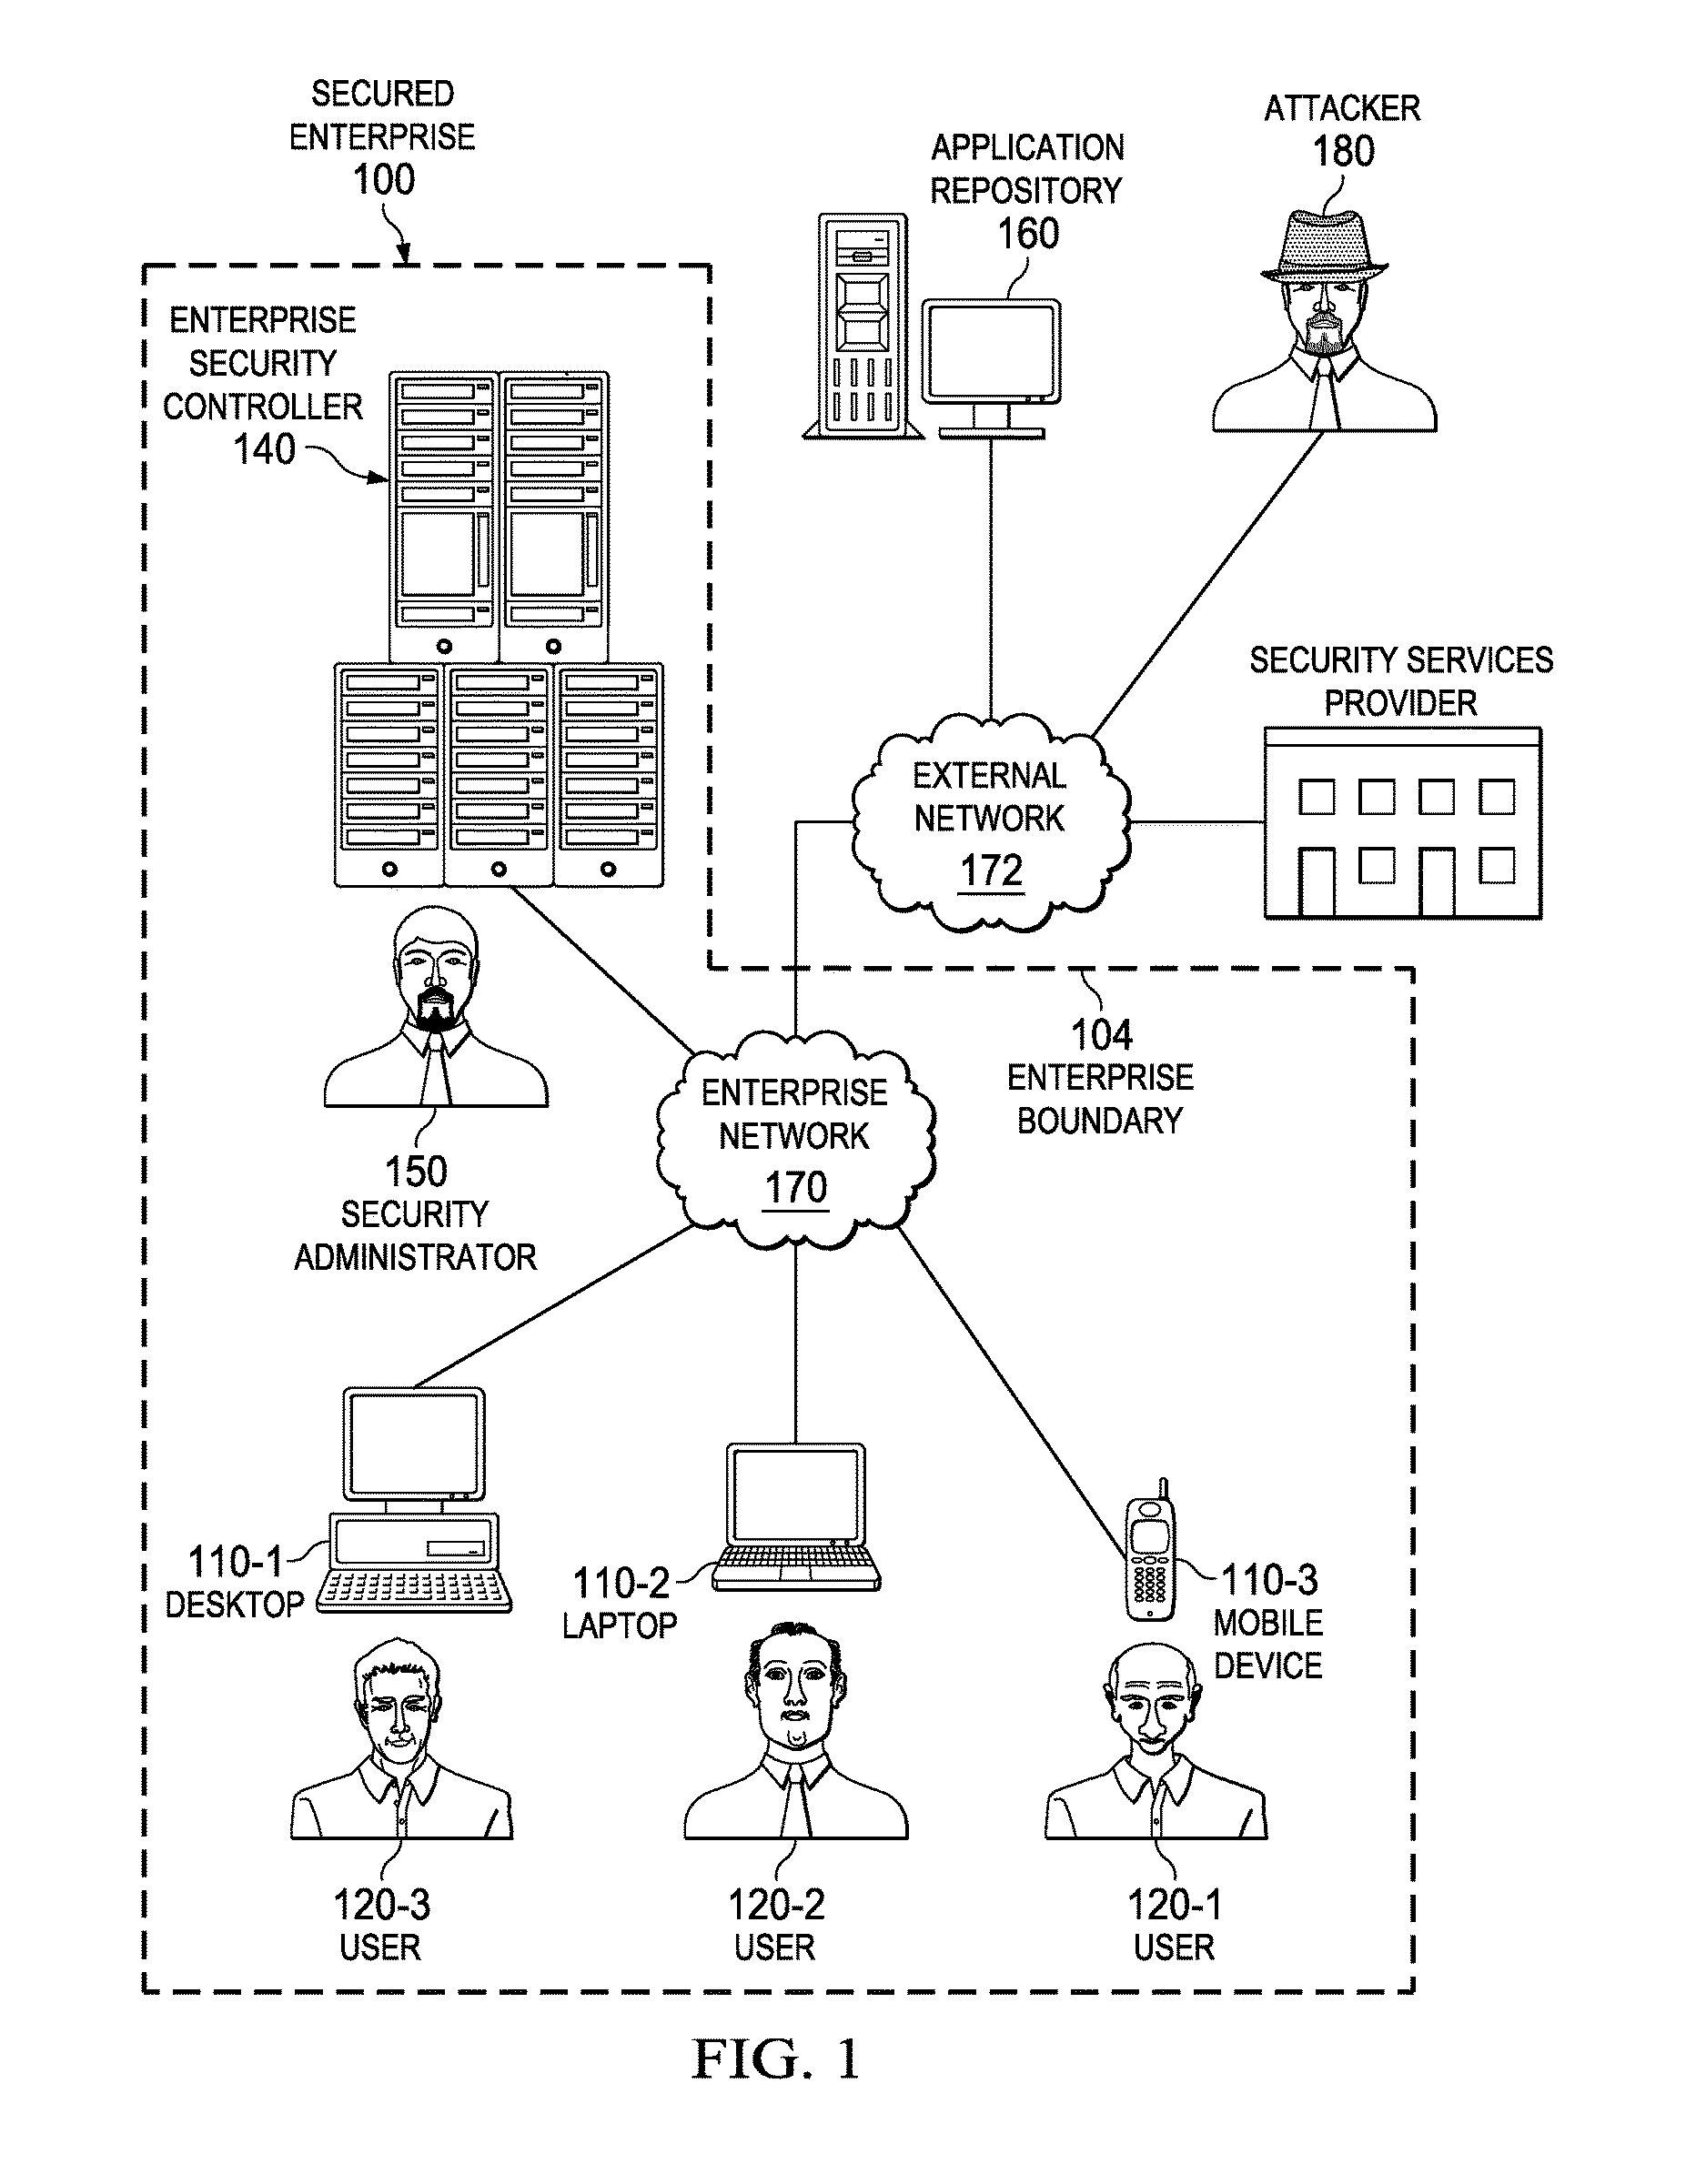 SECURED
ENTERPRISE
100
ATTACKER
180
APPLICATION
REPOSITORY
160
ENTERPRISE
SECURITY
CONTROLLER
140
SECURITY SERVICES
PROVIDER
EXTERNAL
NETWORK
172
104
ENTERPRISE
BOUNDARY
ENTERPRISE
NETWORK
170
150
SECURITY
ADMINISTRATOR
110-1
DESKTOP
110-2
LAPTOP
110-3
MOBILE
DEVICE
120-3
USER
120-2
USER
120-1
USER
FIG. 1